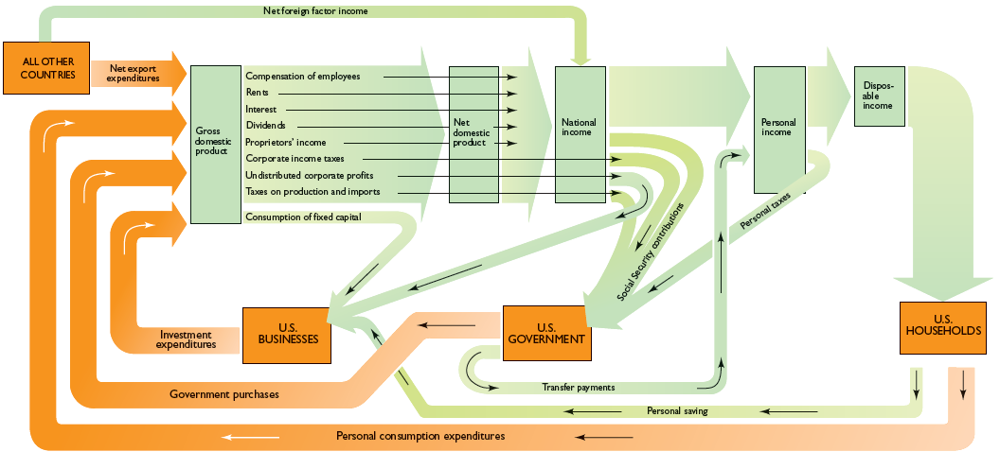 Net foreign factor income
ALL OTHER
COUNTRIES
Net export
expenditures
Gross
domestic
product
Compensation of employees
Rents
Interest
Dividends
Proprietors' income
Corporate income taxes
Undistributed corporate profits
Taxes on production and imports
Consumption of fixed capital
Net
domestic
product
National
income
Personal
income
Dispos-
able
income
Social Security contributions
Personal taxes
U.S.
BUSINESSES
U.S.
GOVERNMENT
U.S.
HOUSEHOLDS
Investment
expenditures
Government purchases
Transfer payments
Personal saving
Personal consumption expenditures